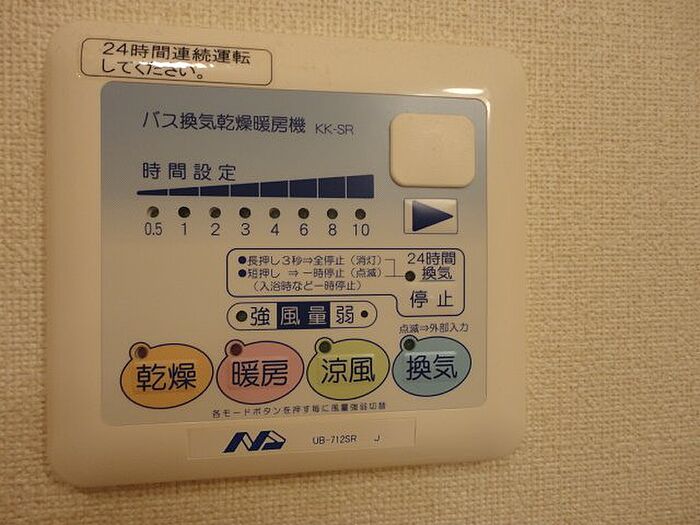 24時間連続運転
してください。
バス換気乾燥暖房機 KK-SR
時間設定
0.5 1 2 3 4 6 8 10
●長押し3秒⇒全停止（消灯）
●短押し ⇒一時停止（点滅）
（入浴時など一時停止）
24時間
換気
停止
強 風量 弱
点滅⇒外部入力
乾燥 暖房 涼風 換気
各モードボタンを押す毎に風量強弱切替
UB-712SR J